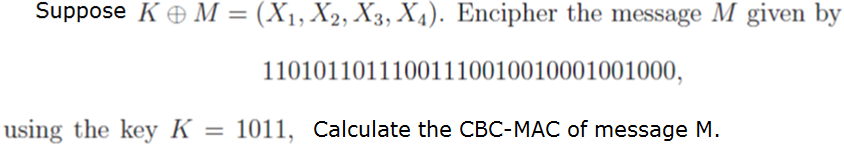 Suppose K ⊕ M = (X₁, X₂, X₃, X₄). Encipher the message M given by
11010110111001110010010001001000,
using the key K = 1011, Calculate the CBC-MAC of message M.